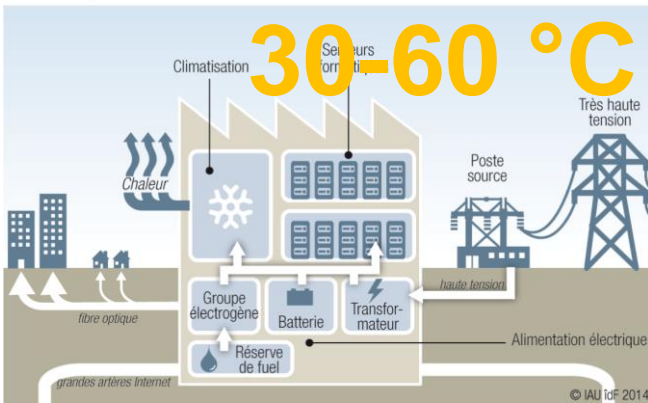 30-60 °C
Climatisation
Très haute
tension
Chaleur
Poste
source
Groupe
électrogène
Batterie
Transfor-
mateur
haute tension
fibre optique
Alimentation électrique
Réserve
de fuel
grandes artères Internet
© IAU îdF 2014